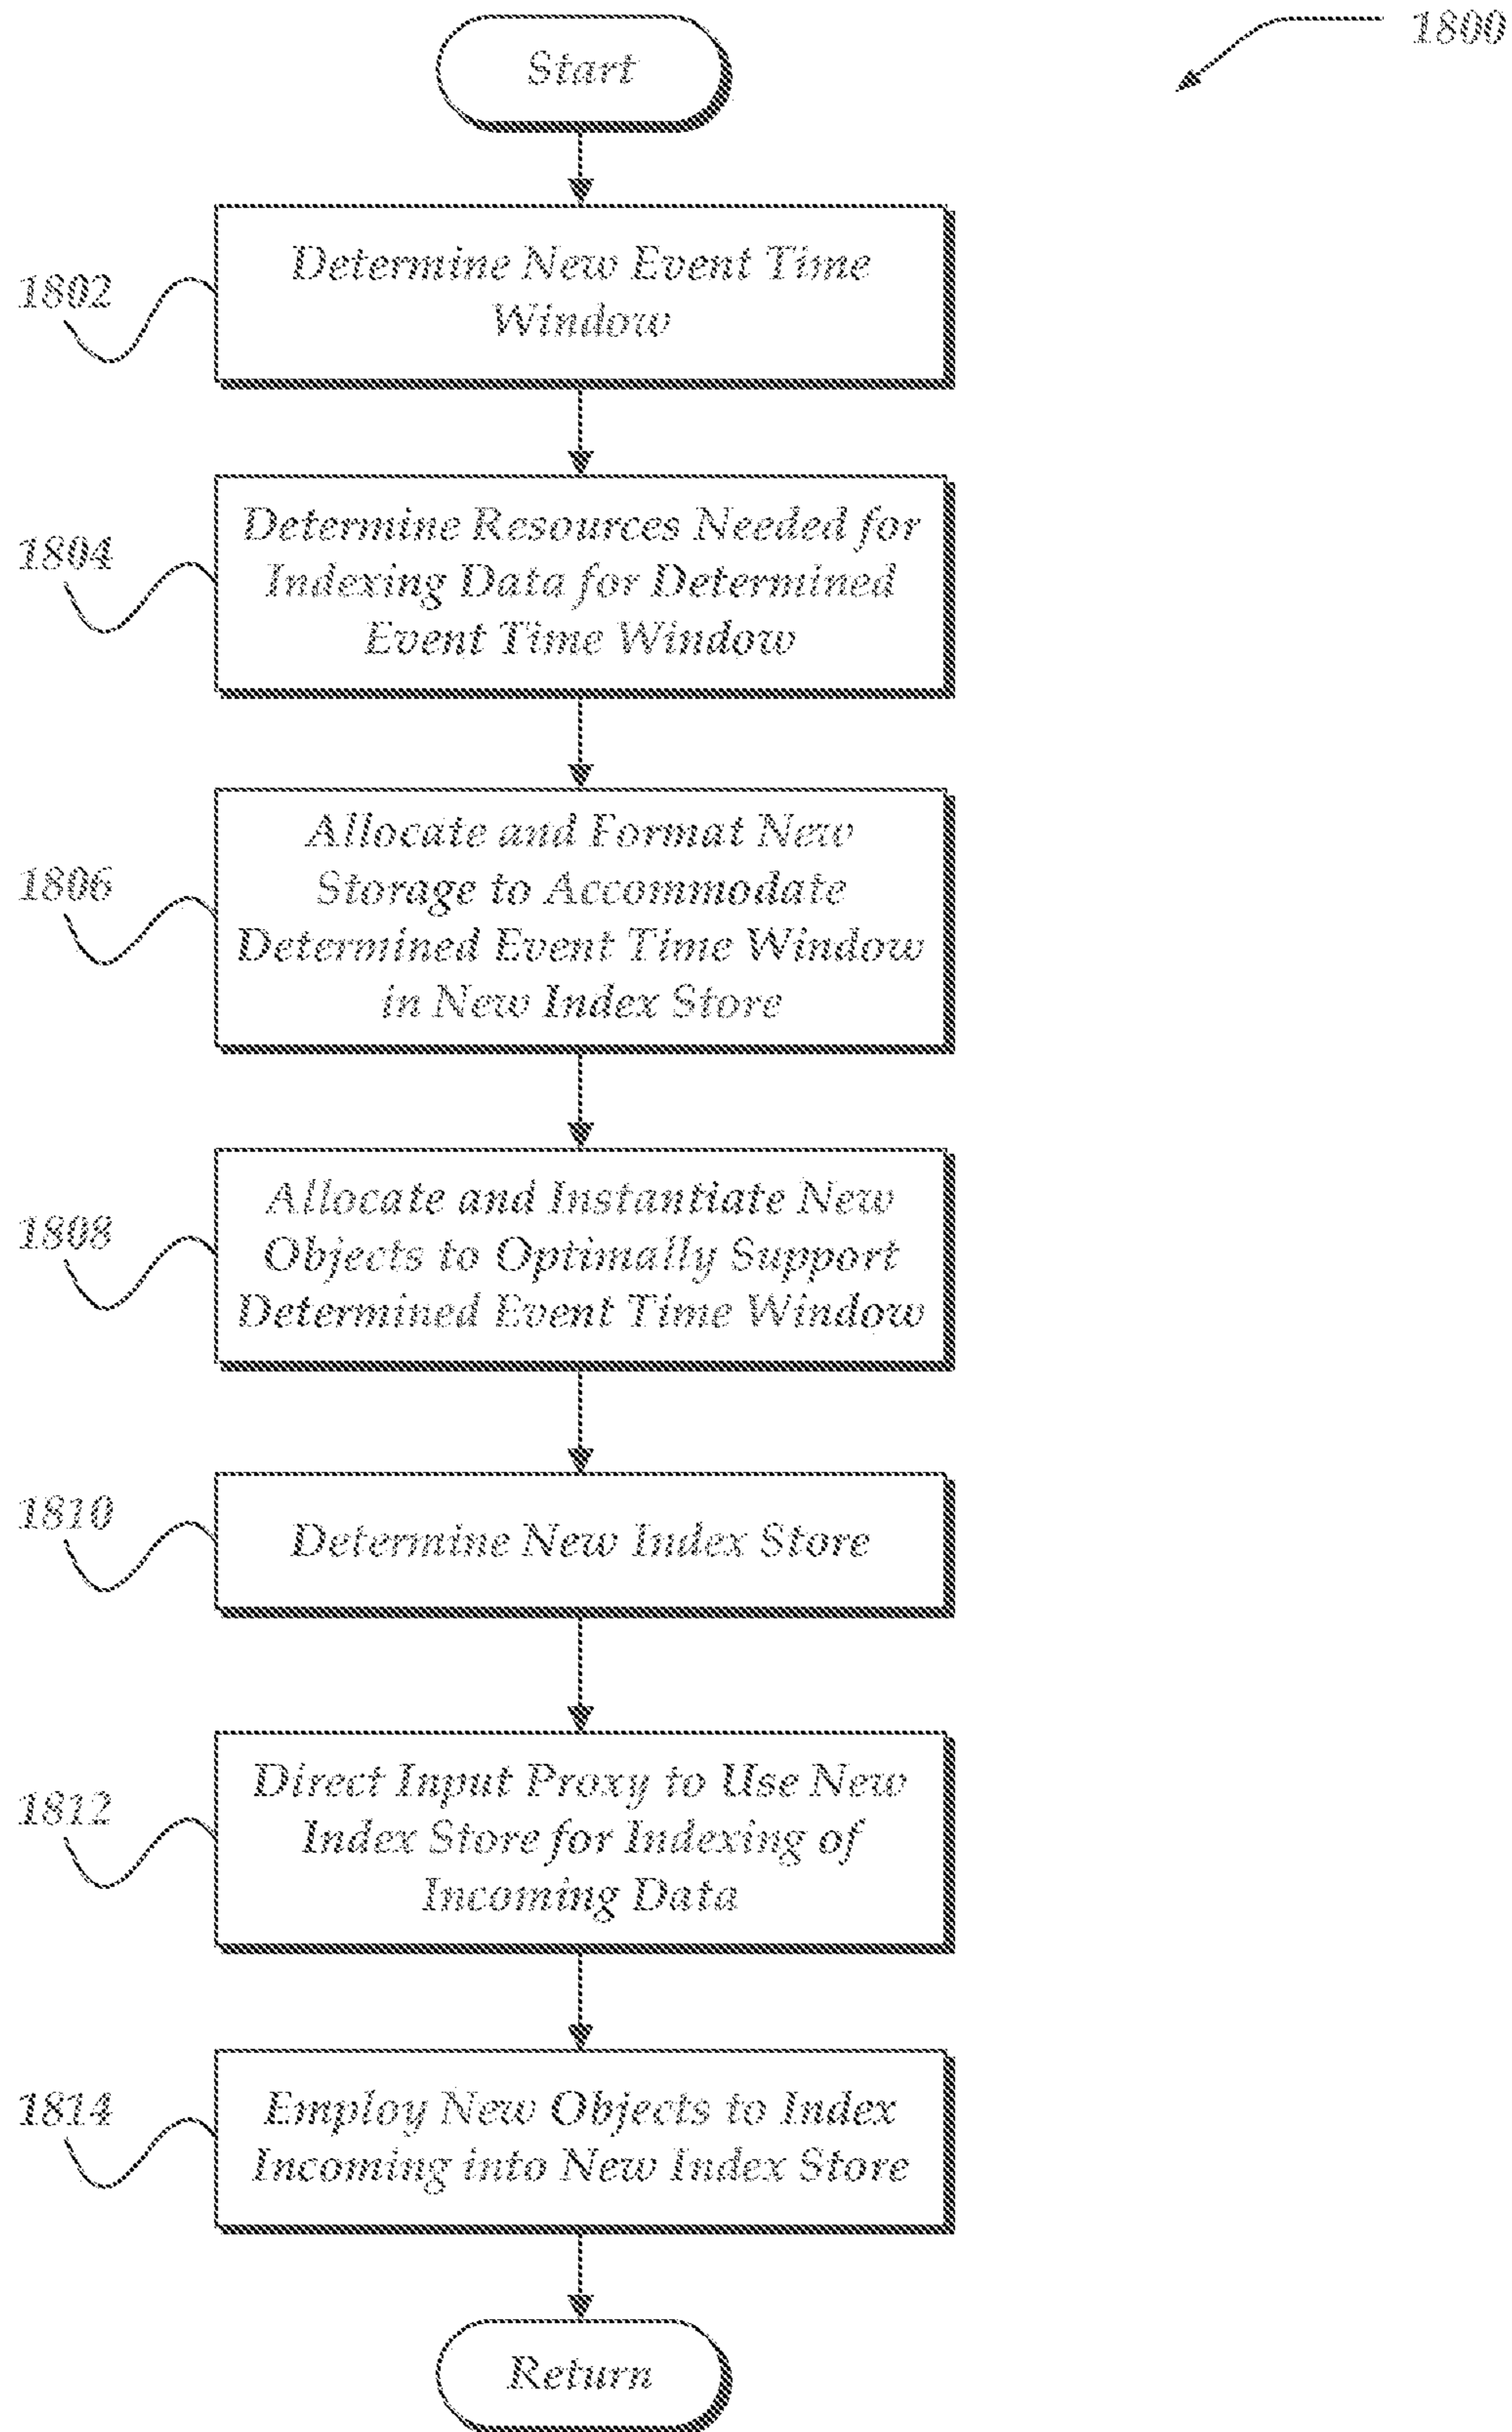 Start
1800
1802
Determine New Event Time
Window
1804
Determine Resources Needed for
Indexing Data for Determined
Event Time Window
1806
Allocate and Format New
Storage to Accommodate
Determined Event Time Window
in New Index Store
1808
Allocate and Instantiate New
Objects to Optimally Support
Determined Event Time Window
1810
Determine New Index Store
1812
Direct Input Proxy to Use New
Index Store for Indexing of
Incoming Data
1814
Employ New Objects to Index
Incoming into New Index Store
Return